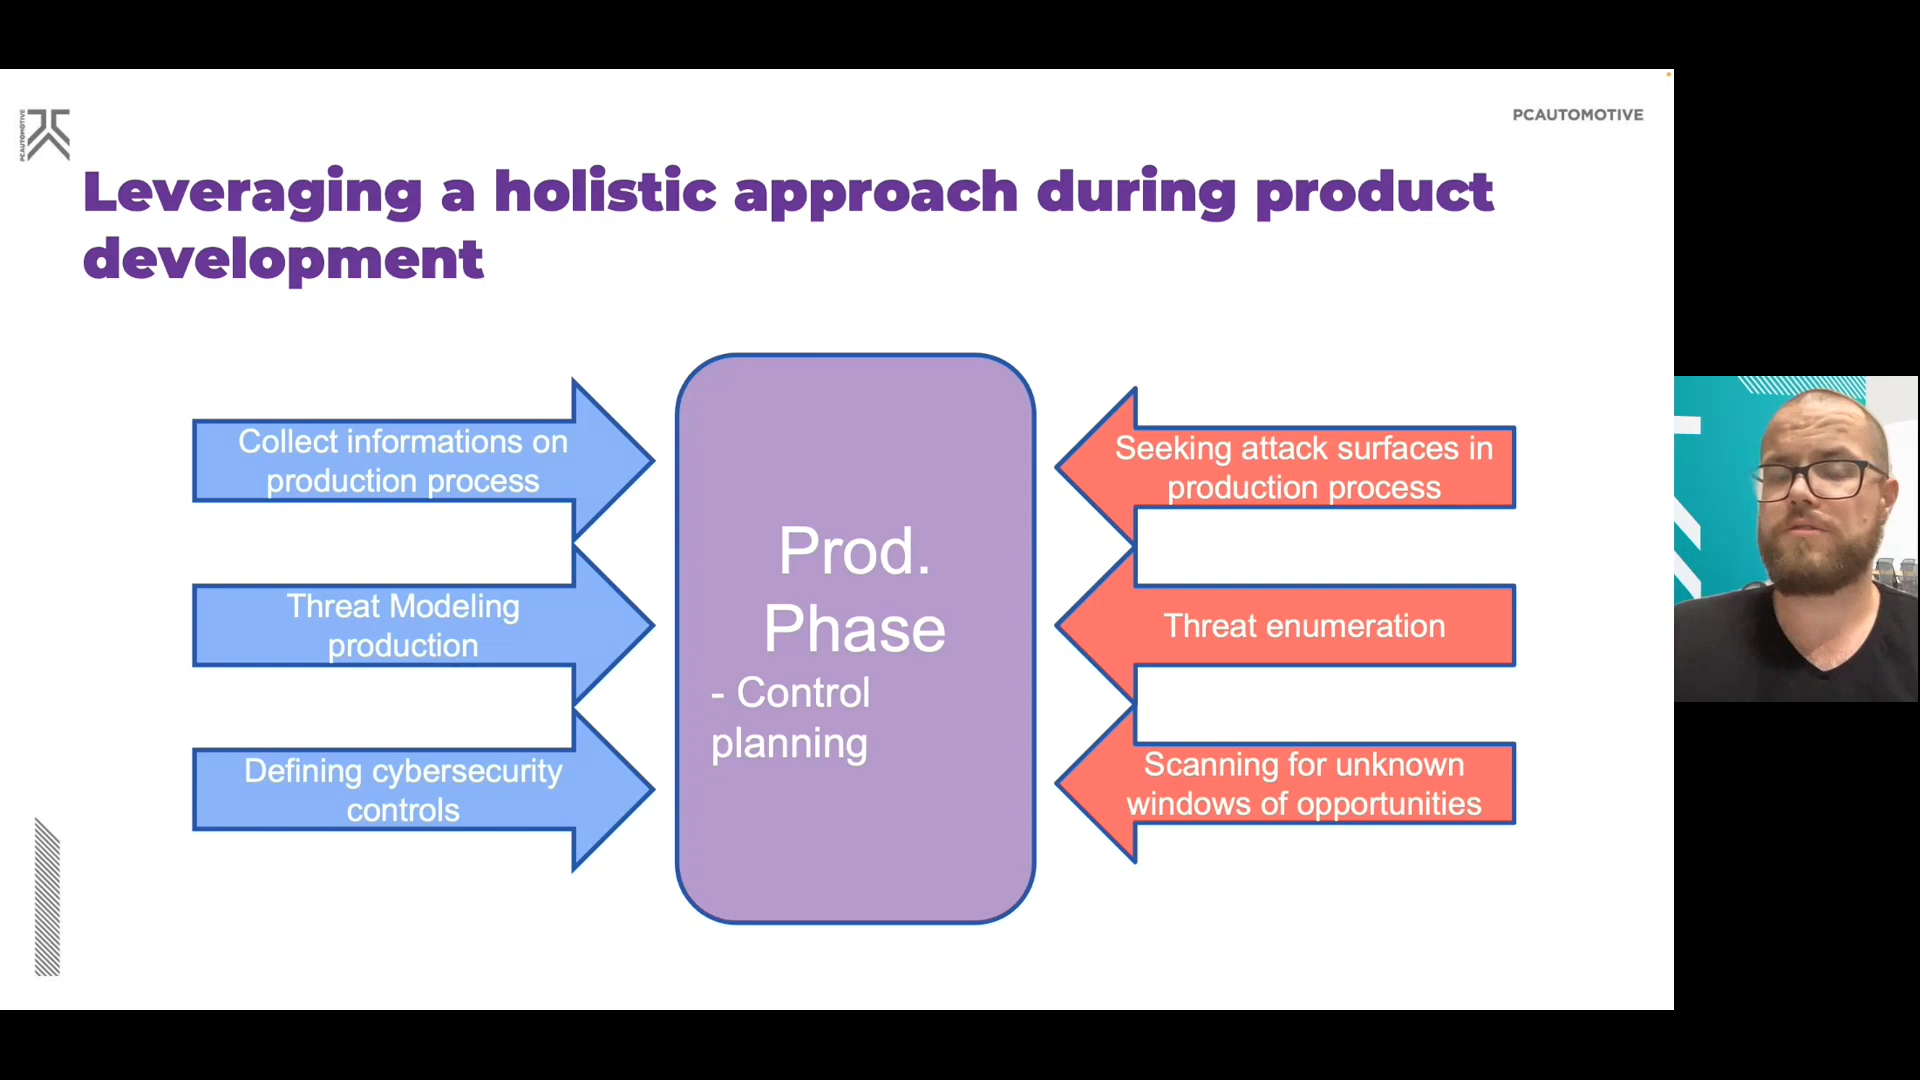 PCAUTOMOTIVE
PCAUTOMOTIVE
Leveraging a holistic approach during product
development
Collect informations on
production process
Threat Modeling
production
Defining cybersecurity
controls
Prod.
Phase
- Control
planning
Seeking attack surfaces in
production process
Threat enumeration
Scanning for unknown
windows of opportunities